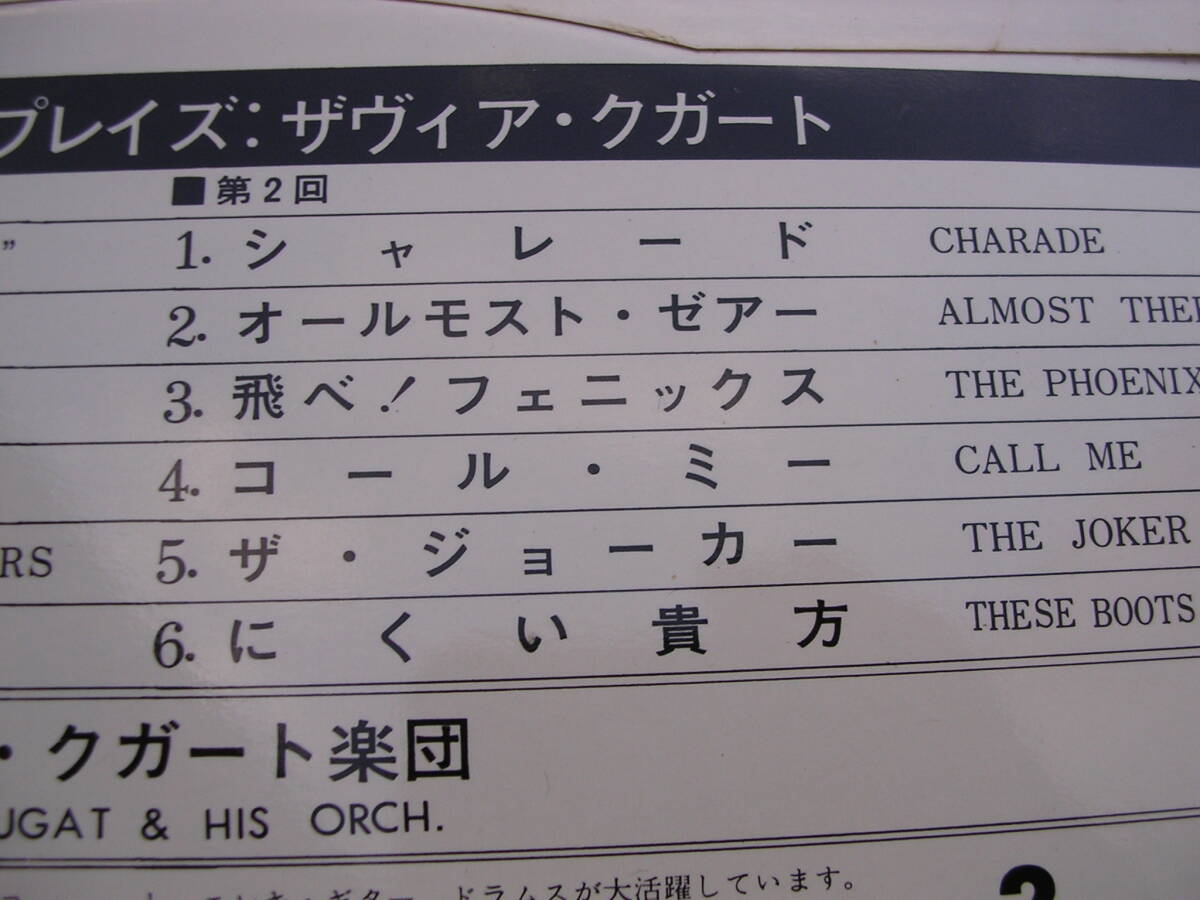 プレイズ：ザヴィア・クガート
■第2回
” 1. シャレード CHARADE
2. オールモスト・ゼアー ALMOST THE
3. 飛べ！フェニックス THE PHOENIX
4. コール・ミー CALL ME
RS 5. ザ・ジョーカー THE JOKER
6. にくい貴方 THESE BOOTS
・クガート楽団
UGAT & HIS ORCH.
ギター、ドラムスが大活躍しています。